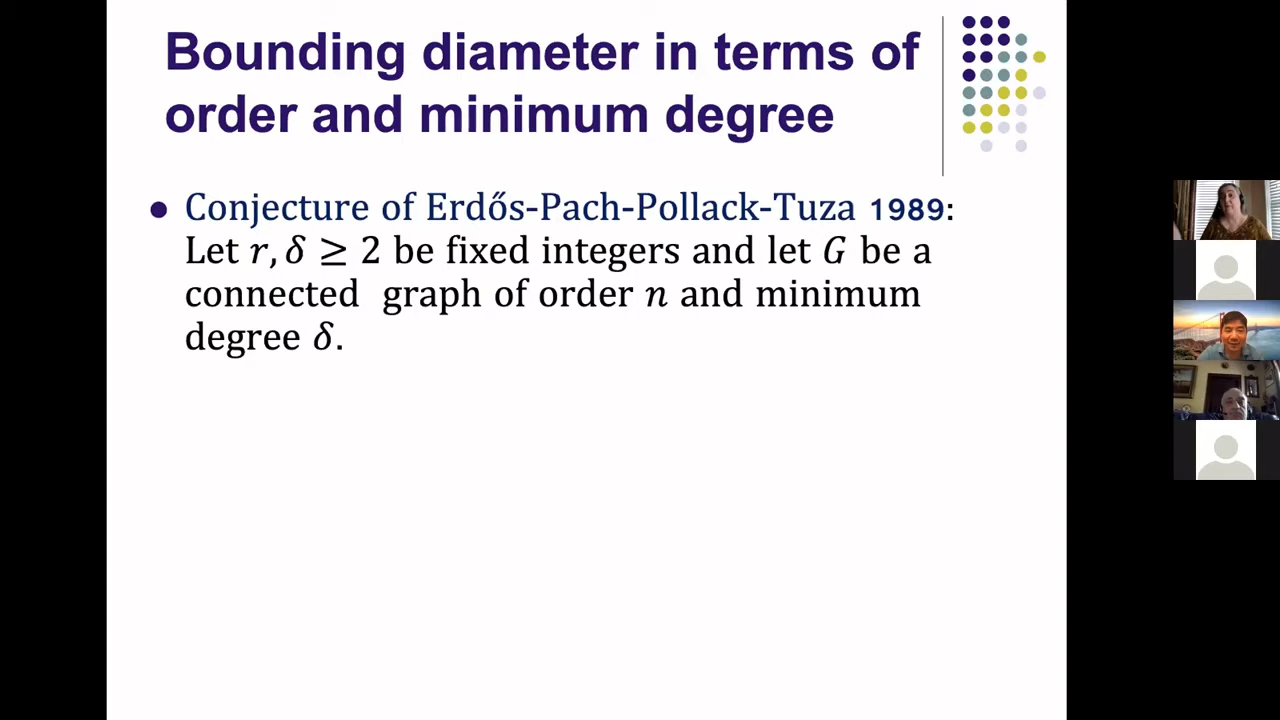 Bounding diameter in terms of
order and minimum degree
● Conjecture of Erdős-Pach-Pollack-Tuza 1989:
Let r, δ ≥ 2 be fixed integers and let G be a
connected graph of order n and minimum
degree δ.